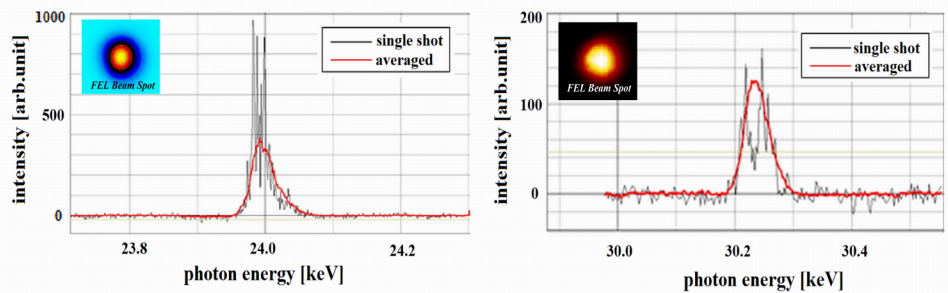 1000
500
0
intensity [arb.unit]
FEL Beam Spot
single shot
averaged
23.8
24.0
24.2
photon energy [keV]
200
100
0
intensity [arb.unit]
FEL Beam Spot
single shot
averaged
30.0
30.2
30.4
photon energy [keV]